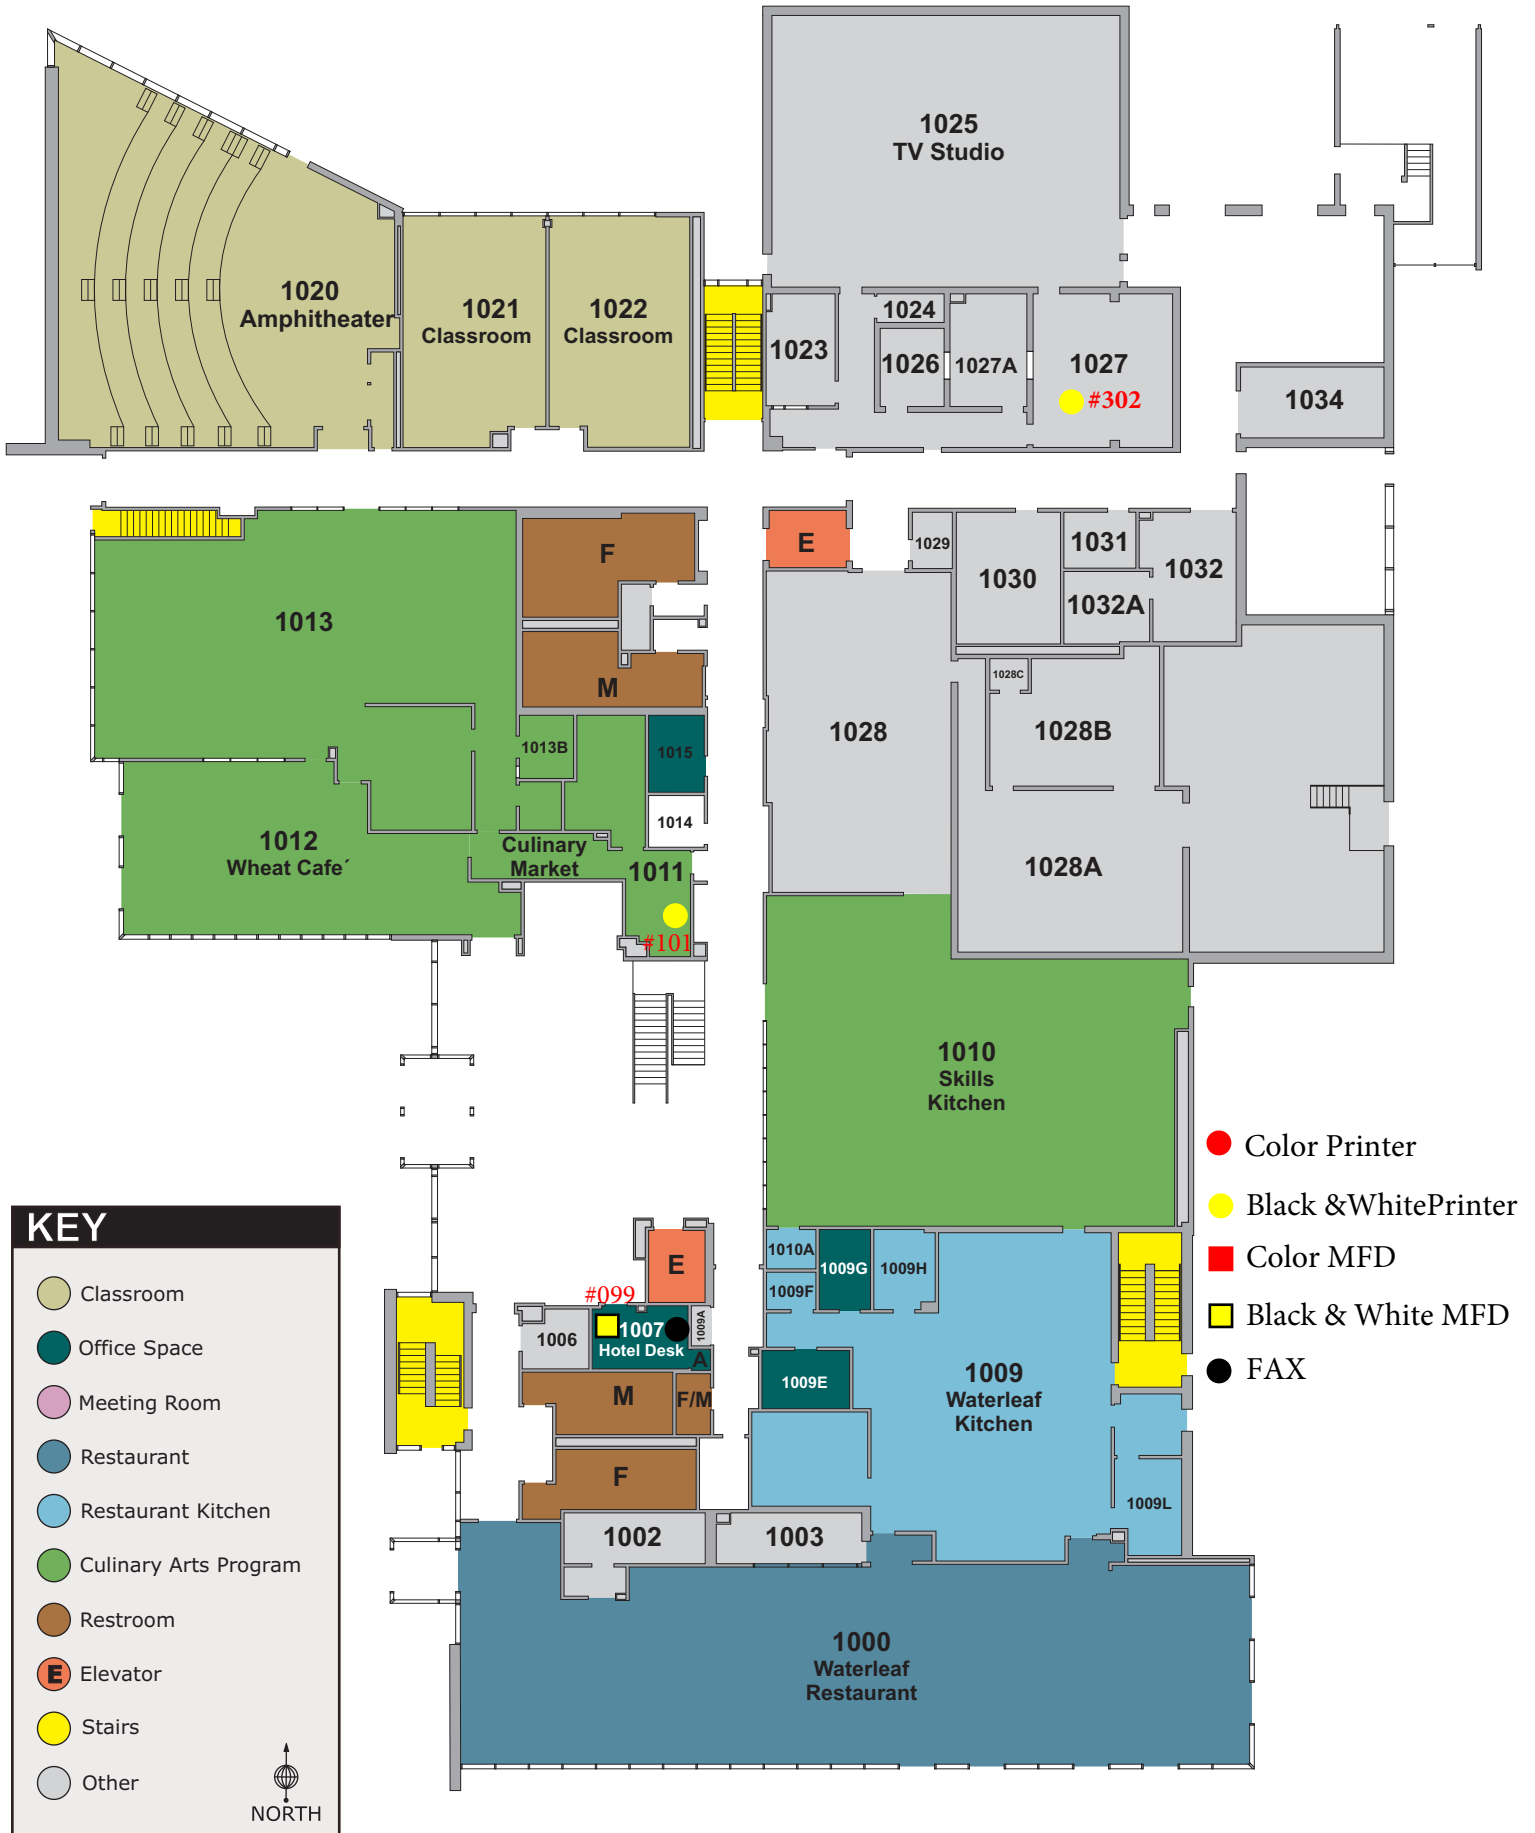 1025
TV Studio
1020
Amphitheater
1021
Classroom
1022
Classroom
1023
1024
1026
1027A
1027
#302
1034
E
1029
1030
1031
1032
1032A
F
1013
M
1028C
1028B
1028
1013B
1015
1014
1012
Wheat Cafe´
Culinary
Market
1011
#101
1028A
1010
Skills
Kitchen
Color Printer
Black &WhitePrinter
Color MFD
Black & White MFD
FAX
E
#099
1006
1007
Hotel Desk
1009A
A
1010A
1009F
1009G
1009H
1009E
1009
Waterleaf
Kitchen
M
F/M
F
1009L
1002
1003
1000
Waterleaf
Restaurant
KEY
Classroom
Office Space
Meeting Room
Restaurant
Restaurant Kitchen
Culinary Arts Program
Restroom
E Elevator
Stairs
Other
NORTH